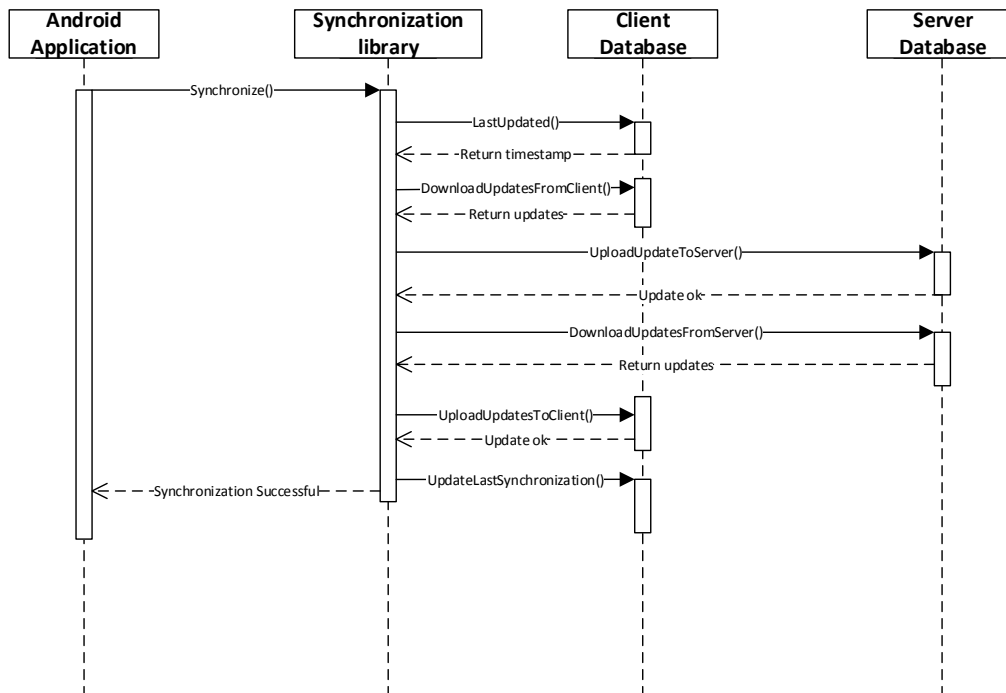 Android
Application
Synchronization
library
Client
Database
Server
Database
Synchronize()
LastUpdated()
Return timestamp
DownloadUpdatesFromClient()
Return updates
UploadUpdateToServer()
Update ok
DownloadUpdatesFromServer()
Return updates
UploadUpdatesToClient()
Update ok
UpdateLastSynchronization()
Synchronization Successful